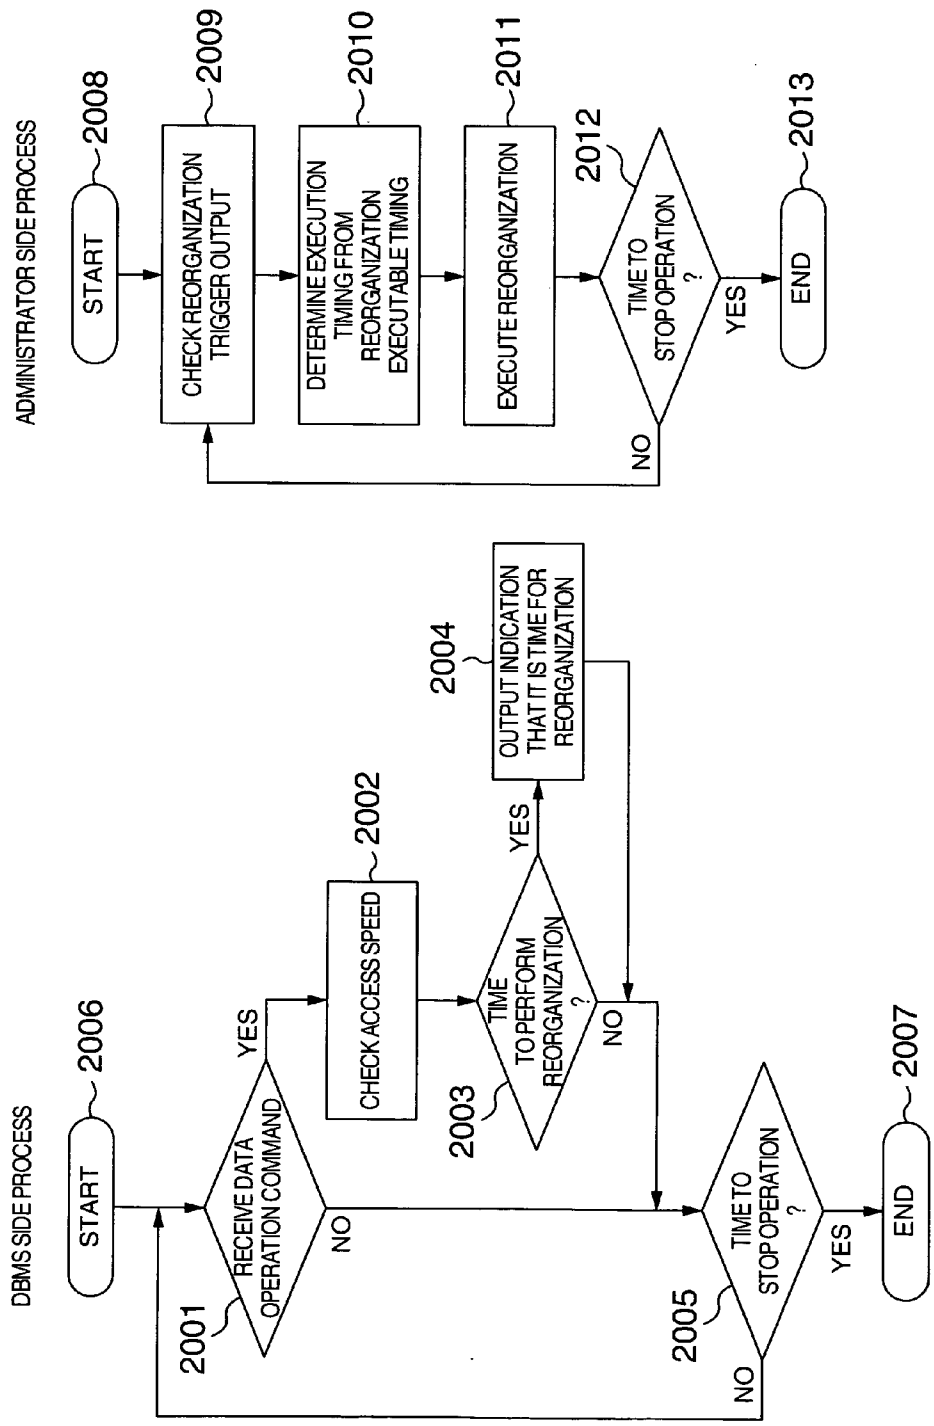 DBMS SIDE PROCESS
START
2006
RECEIVE DATA
OPERATION COMMAND
2001
YES
NO
CHECK ACCESS SPEED
2002
TIME
TO PERFORM
REORGANIZATION
?
2003
YES
NO
OUTPUT INDICATION
THAT IT IS TIME FOR
REORGANIZATION
2004
TIME TO
STOP OPERATION
?
2005
YES
NO
END
2007
ADMINISTRATOR SIDE PROCESS
START
2008
CHECK REORGANIZATION
TRIGGER OUTPUT
2009
DETERMINE EXECUTION
TIMING FROM
REORGANIZATION
EXECUTABLE TIMING
2010
EXECUTE REORGANIZATION
2011
TIME TO
STOP OPERATION
?
2012
NO
YES
END
2013